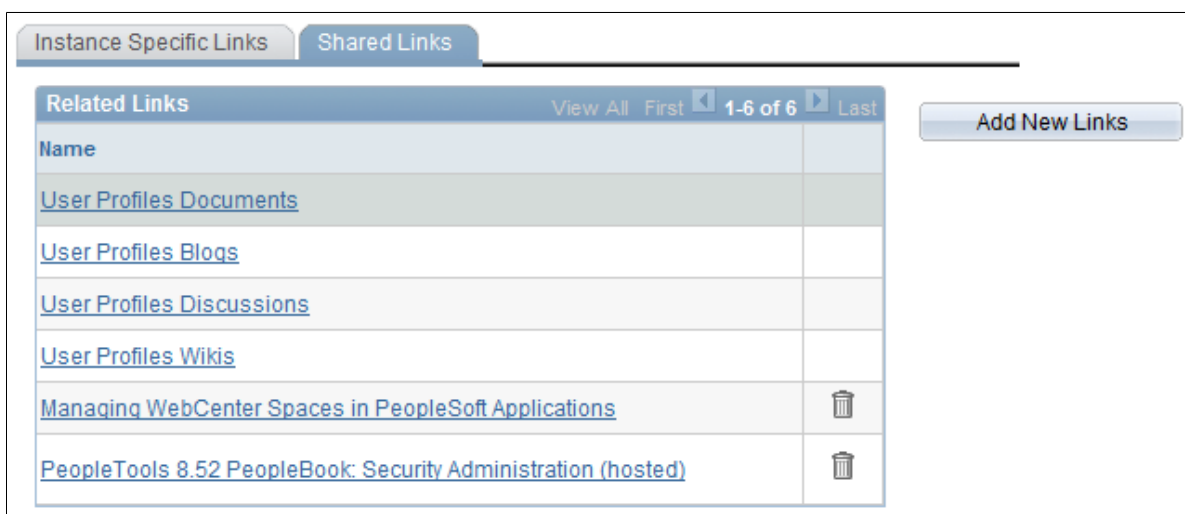 Instance Specific Links Shared Links
Related Links View All First 1-6 of 6 Last
Add New Links
Name
User Profiles Documents
User Profiles Blogs
User Profiles Discussions
User Profiles Wikis
Managing WebCenter Spaces in PeopleSoft Applications
PeopleTools 8.52 PeopleBook: Security Administration (hosted)